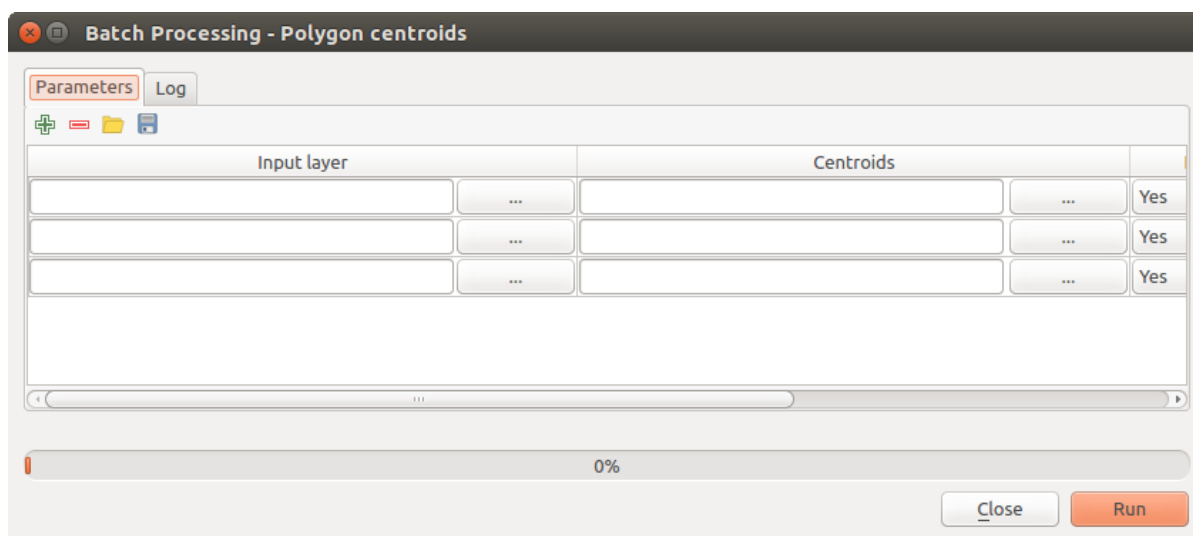 Batch Processing - Polygon centroids
Parameters Log
Input layer Centroids
... ... Yes
... ... Yes
... ... Yes
0%
Close Run